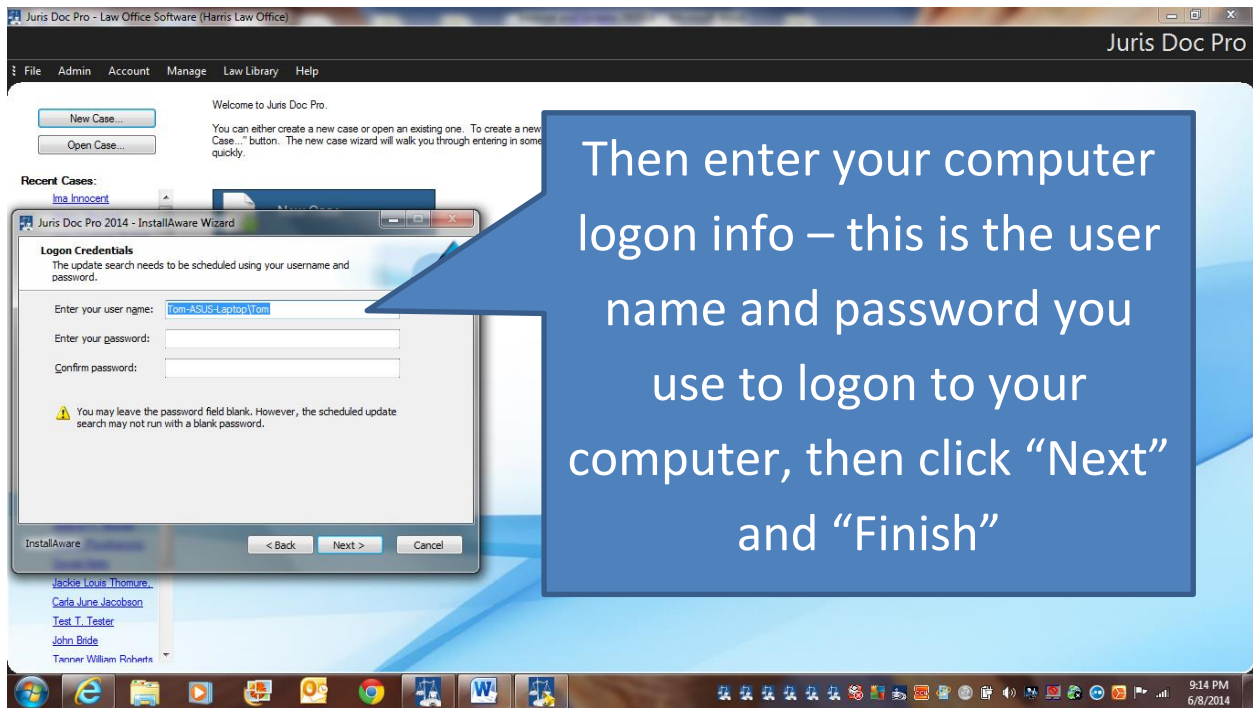 Juris Doc Pro - Law Office Software (Harris Law Office)
Juris Doc Pro
File Admin Account Manage Law Library Help
New Case...
Open Case...
Welcome to Juris Doc Pro.
You can either create a new case or open an existing one. To create a new
Case..." button. The new case wizard will walk you through entering in some
quickly.
Recent Cases:
Ima Innocent
Juris Doc Pro 2014 - InstallAware Wizard
Logon Credentials
The update search needs to be scheduled using your username and
password.
Enter your user name: Tom-ASUS-Laptop\Tom
Enter your password:
Confirm password:
You may leave the password field blank. However, the scheduled update
search may not run with a blank password.
InstallAware
< Back Next > Cancel
Jackie Louis Thomure,
Carla June Jacobson
Test T. Tester
John Bride
Tanner William Roberts
Then enter your computer
logon info – this is the user
name and password you
use to logon to your
computer, then click “Next”
and “Finish”
9:14 PM
6/8/2014